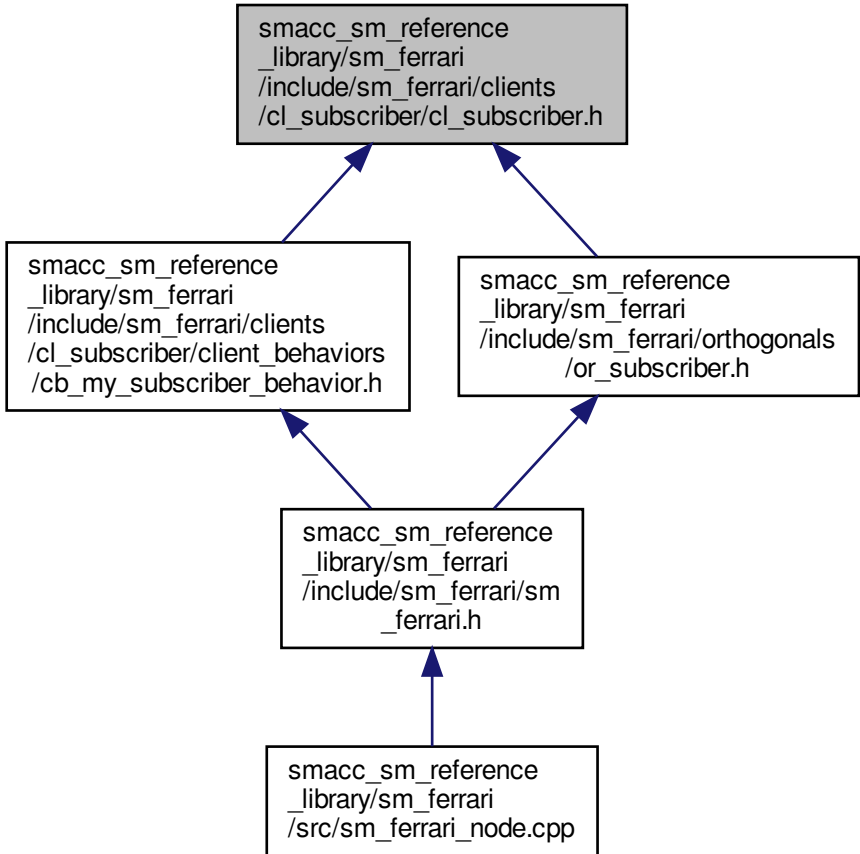 smacc_sm_reference
_library/sm_ferrari
/include/sm_ferrari/clients
/cl_subscriber/cl_subscriber.h
smacc_sm_reference
_library/sm_ferrari
/include/sm_ferrari/clients
/cl_subscriber/client_behaviors
/cb_my_subscriber_behavior.h
smacc_sm_reference
_library/sm_ferrari
/include/sm_ferrari/orthogonals
/or_subscriber.h
smacc_sm_reference
_library/sm_ferrari
/include/sm_ferrari/sm
_ferrari.h
smacc_sm_reference
_library/sm_ferrari
/src/sm_ferrari_node.cpp